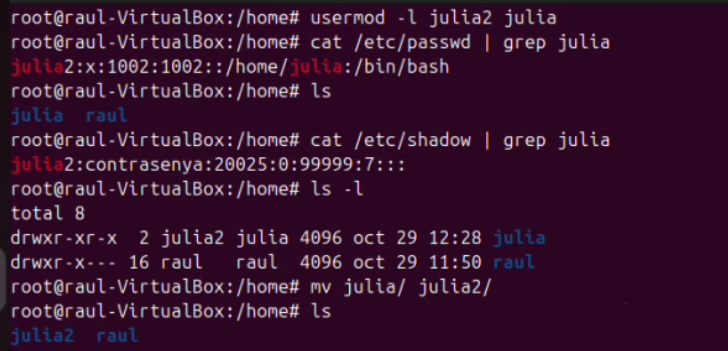 root@raul-VirtualBox:/home# usermod -l julia2 julia
root@raul-VirtualBox:/home# cat /etc/passwd | grep julia
julia2:x:1002:1002::/home/julia:/bin/bash
root@raul-VirtualBox:/home# ls
julia  raul
root@raul-VirtualBox:/home# cat /etc/shadow | grep julia
julia2:contrasenya:20025:0:99999:7:::
root@raul-VirtualBox:/home# ls -l
total 8
drwxr-xr-x  2 julia2 julia 4096 oct 29 12:28 julia
drwxr-x--- 16 raul   raul  4096 oct 29 11:50 raul
root@raul-VirtualBox:/home# mv julia/ julia2/
root@raul-VirtualBox:/home# ls
julia2  raul